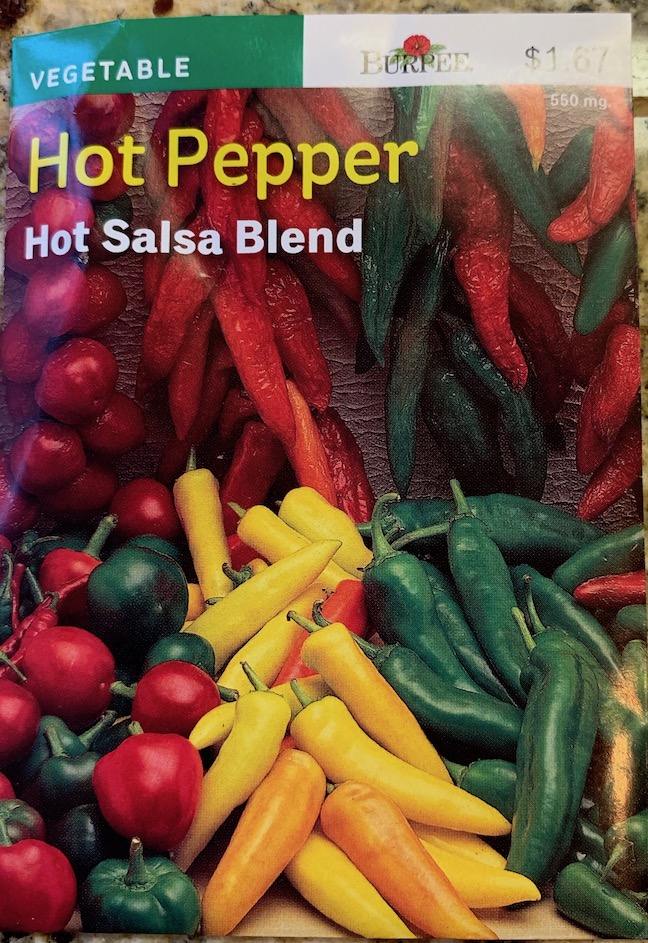 VEGETABLE
BURPEE
$1.67
550 mg.
Hot Pepper
Hot Salsa Blend